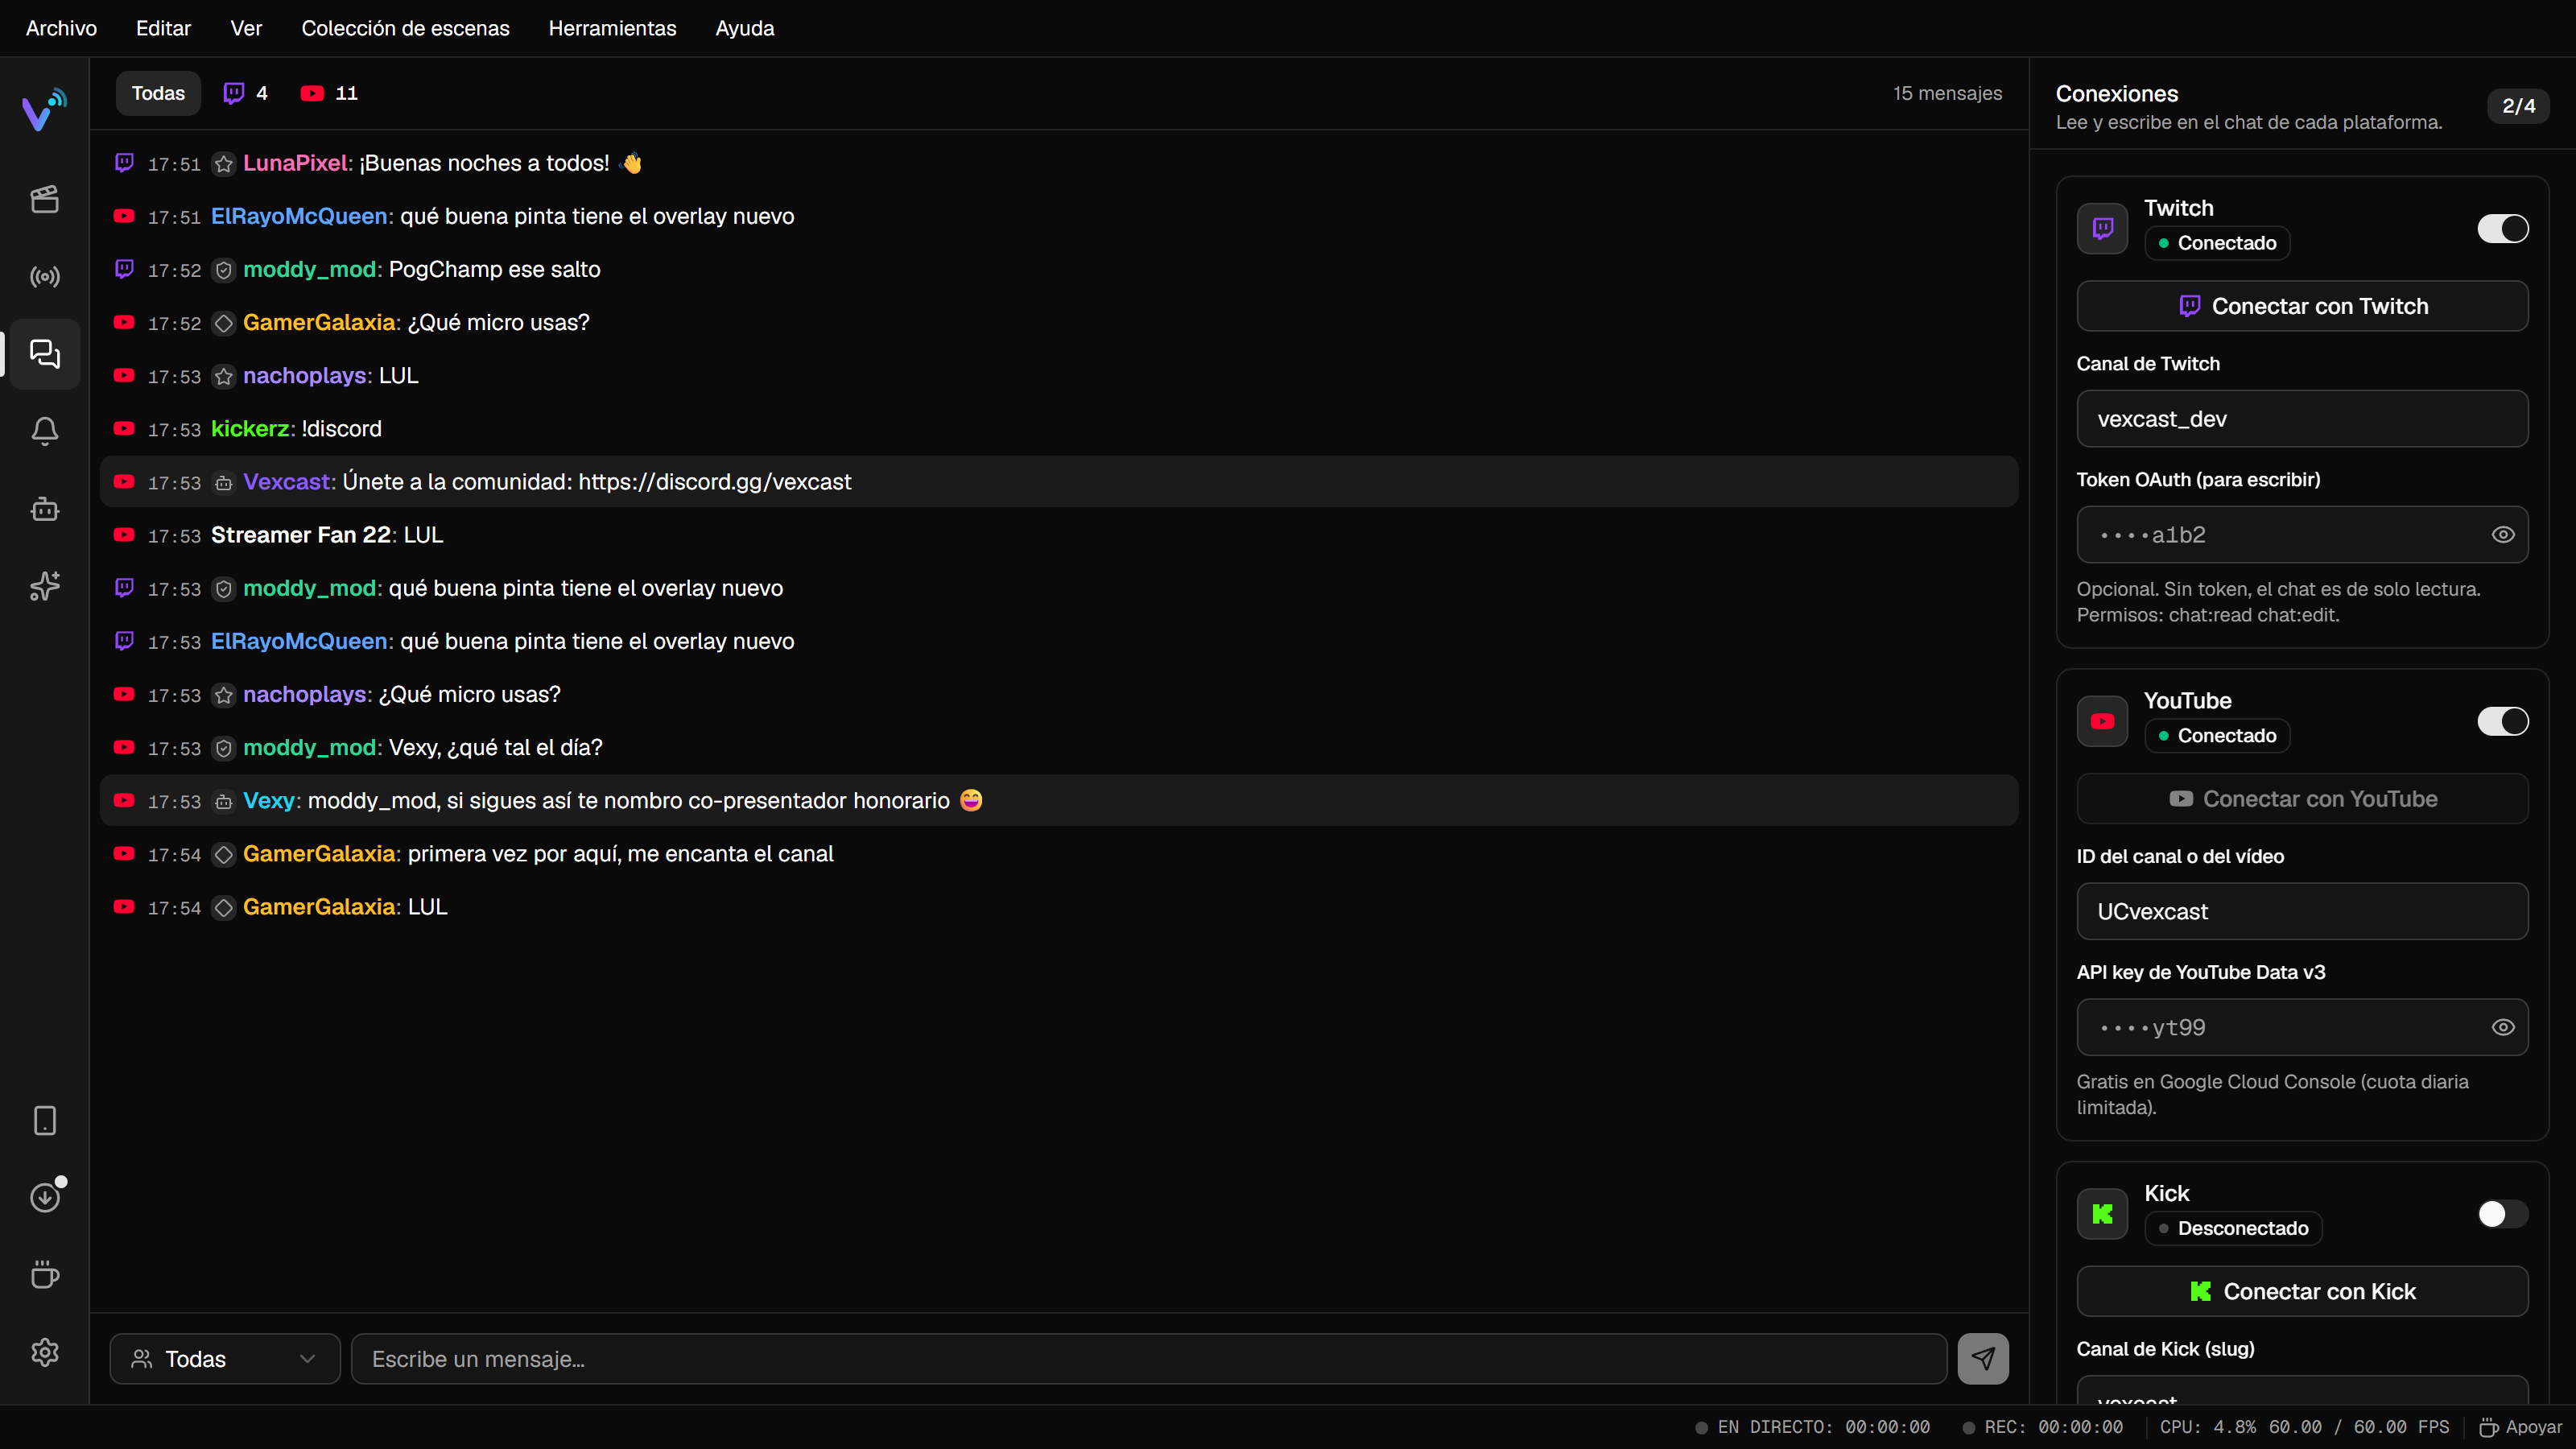 Archivo Editar Ver Colección de escenas Herramientas Ayuda
Todas 4 11 15 mensajes
17:51 LunaPixel: ¡Buenas noches a todos! 👋
17:51 ElRayoMcQueen: qué buena pinta tiene el overlay nuevo
17:52 moddy_mod: PogChamp ese salto
17:52 GamerGalaxia: ¿Qué micro usas?
17:53 nachoplays: LUL
17:53 kickerz: !discord
17:53 Vexcast: Únete a la comunidad: https://discord.gg/vexcast
17:53 Streamer Fan 22: LUL
17:53 moddy_mod: qué buena pinta tiene el overlay nuevo
17:53 ElRayoMcQueen: qué buena pinta tiene el overlay nuevo
17:53 nachoplays: ¿Qué micro usas?
17:53 moddy_mod: Vexy, ¿qué tal el día?
17:53 Vexy: moddy_mod, si sigues así te nombro co-presentador honorario 😄
17:54 GamerGalaxia: primera vez por aquí, me encanta el canal
17:54 GamerGalaxia: LUL
Todas
Escribe un mensaje...
Conexiones
Lee y escribe en el chat de cada plataforma.
2/4
Twitch
Conectado
Conectar con Twitch
Canal de Twitch
vexcast_dev
Token OAuth (para escribir)
••••a1b2
Opcional. Sin token, el chat es de solo lectura.
Permisos: chat:read chat:edit.
YouTube
Conectado
Conectar con YouTube
ID del canal o del vídeo
UCvexcast
API key de YouTube Data v3
••••yt99
Gratis en Google Cloud Console (cuota diaria
limitada).
Kick
Desconectado
Conectar con Kick
Canal de Kick (slug)
vexcast
EN DIRECTO: 00:00:00 REC: 00:00:00 CPU: 4.8% 60.00 / 60.00 FPS Apoyar